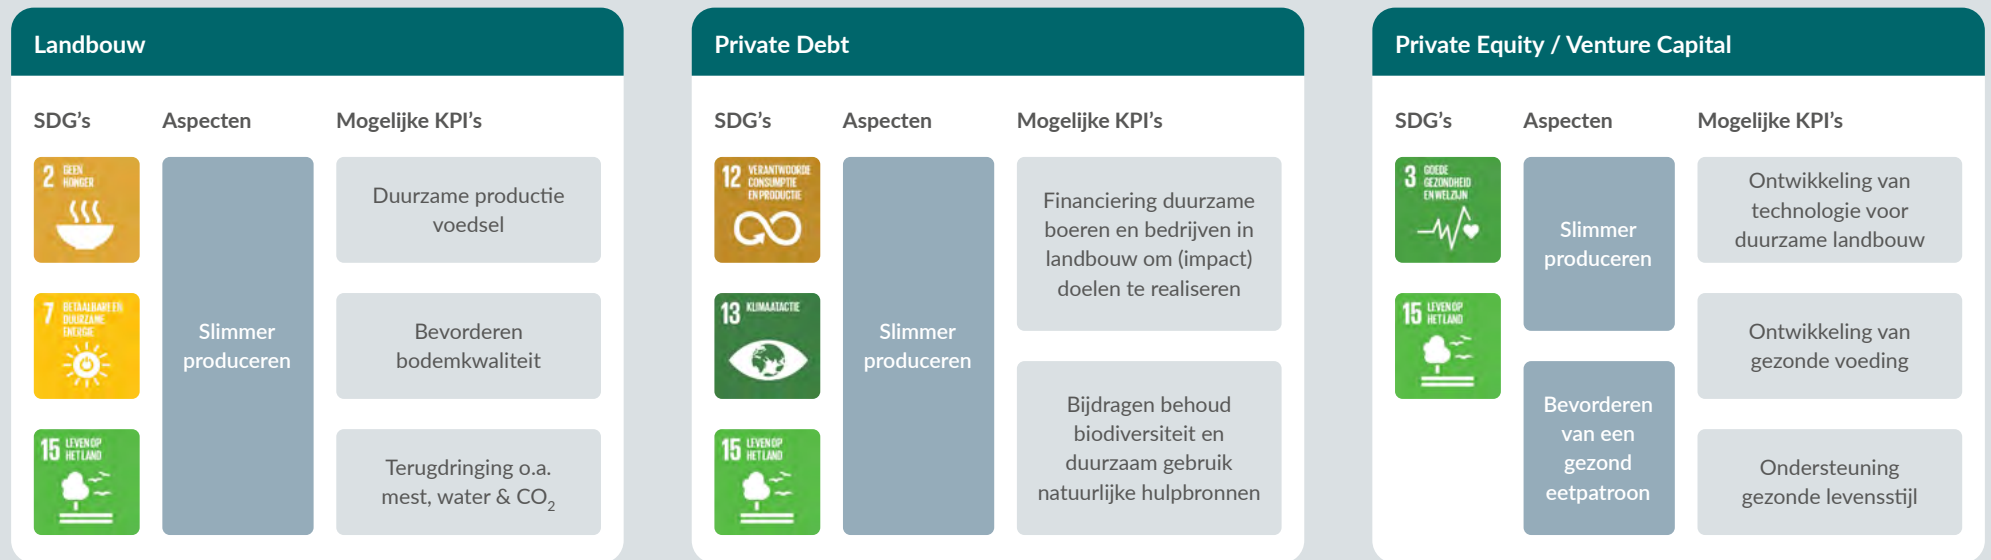 Landbouw
SDG's
Aspecten
Mogelijke KPI's
2 GEEN
HONGER
7 BETAALBARE EN
DUURZAME
ENERGIE
15 LEVEN OP
HET LAND
Slimmer
produceren
Duurzame productie
voedsel
Bevorderen
bodemkwaliteit
Terugdringing o.a.
mest, water & CO₂
Private Debt
SDG's
Aspecten
Mogelijke KPI's
12 VERANTWOORDE
CONSUMPTIE
EN PRODUCTIE
13 KLIMAATACTIE
15 LEVEN OP
HET LAND
Slimmer
produceren
Financiering duurzame
boeren en bedrijven in
landbouw om (impact)
doelen te realiseren
Bijdragen behoud
biodiversiteit en
duurzaam gebruik
natuurlijke hulpbronnen
Private Equity / Venture Capital
SDG's
Aspecten
Mogelijke KPI's
3 GOEDE
GEZONDHEID
EN WELZIJN
15 LEVEN OP
HET LAND
Slimmer
produceren
Bevorderen
van een
gezond
eetpatroon
Ontwikkeling van
technologie voor
duurzame landbouw
Ontwikkeling van
gezonde voeding
Ondersteuning
gezonde levensstijl